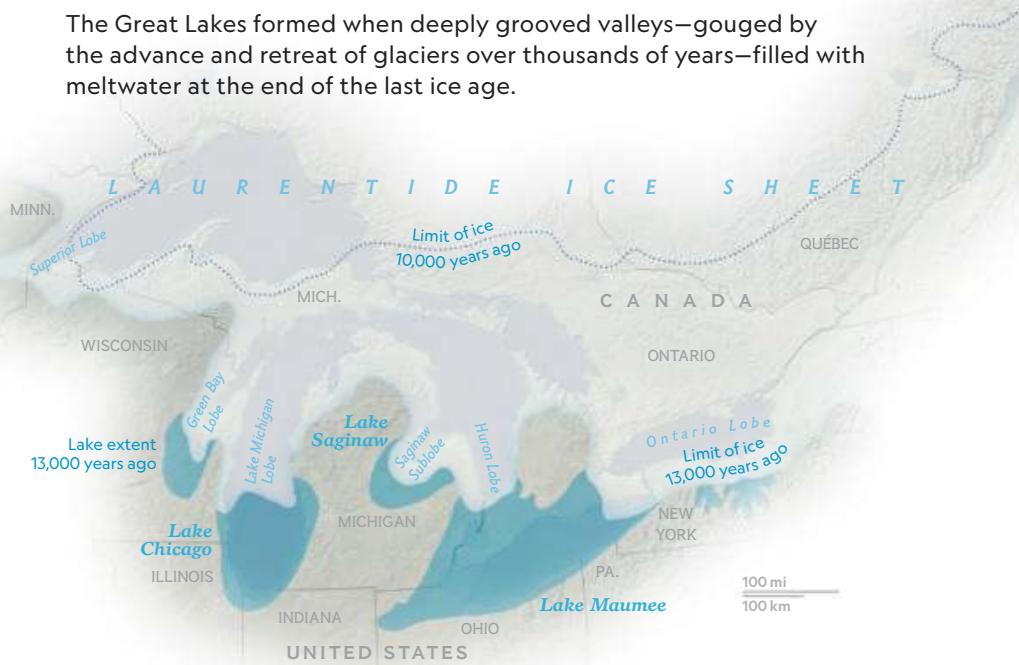 The Great Lakes formed when deeply grooved valleys—gouged by
the advance and retreat of glaciers over thousands of years—filled with
meltwater at the end of the last ice age.
LAURENTIDE ICE SHEET
MINN.
Superior Lobe
Limit of ice
10,000 years ago
QUÉBEC
MICH.
CANADA
WISCONSIN
ONTARIO
Green Bay
Lobe
Lake Michigan
Lobe
Lake
Saginaw
Saginaw
Sublobe
Huron Lobe
Ontario Lobe
Limit of ice
13,000 years ago
Lake extent
13,000 years ago
MICHIGAN
NEW
YORK
Lake
Chicago
ILLINOIS
PA.
100 mi
100 km
Lake Maumee
INDIANA
OHIO
UNITED STATES